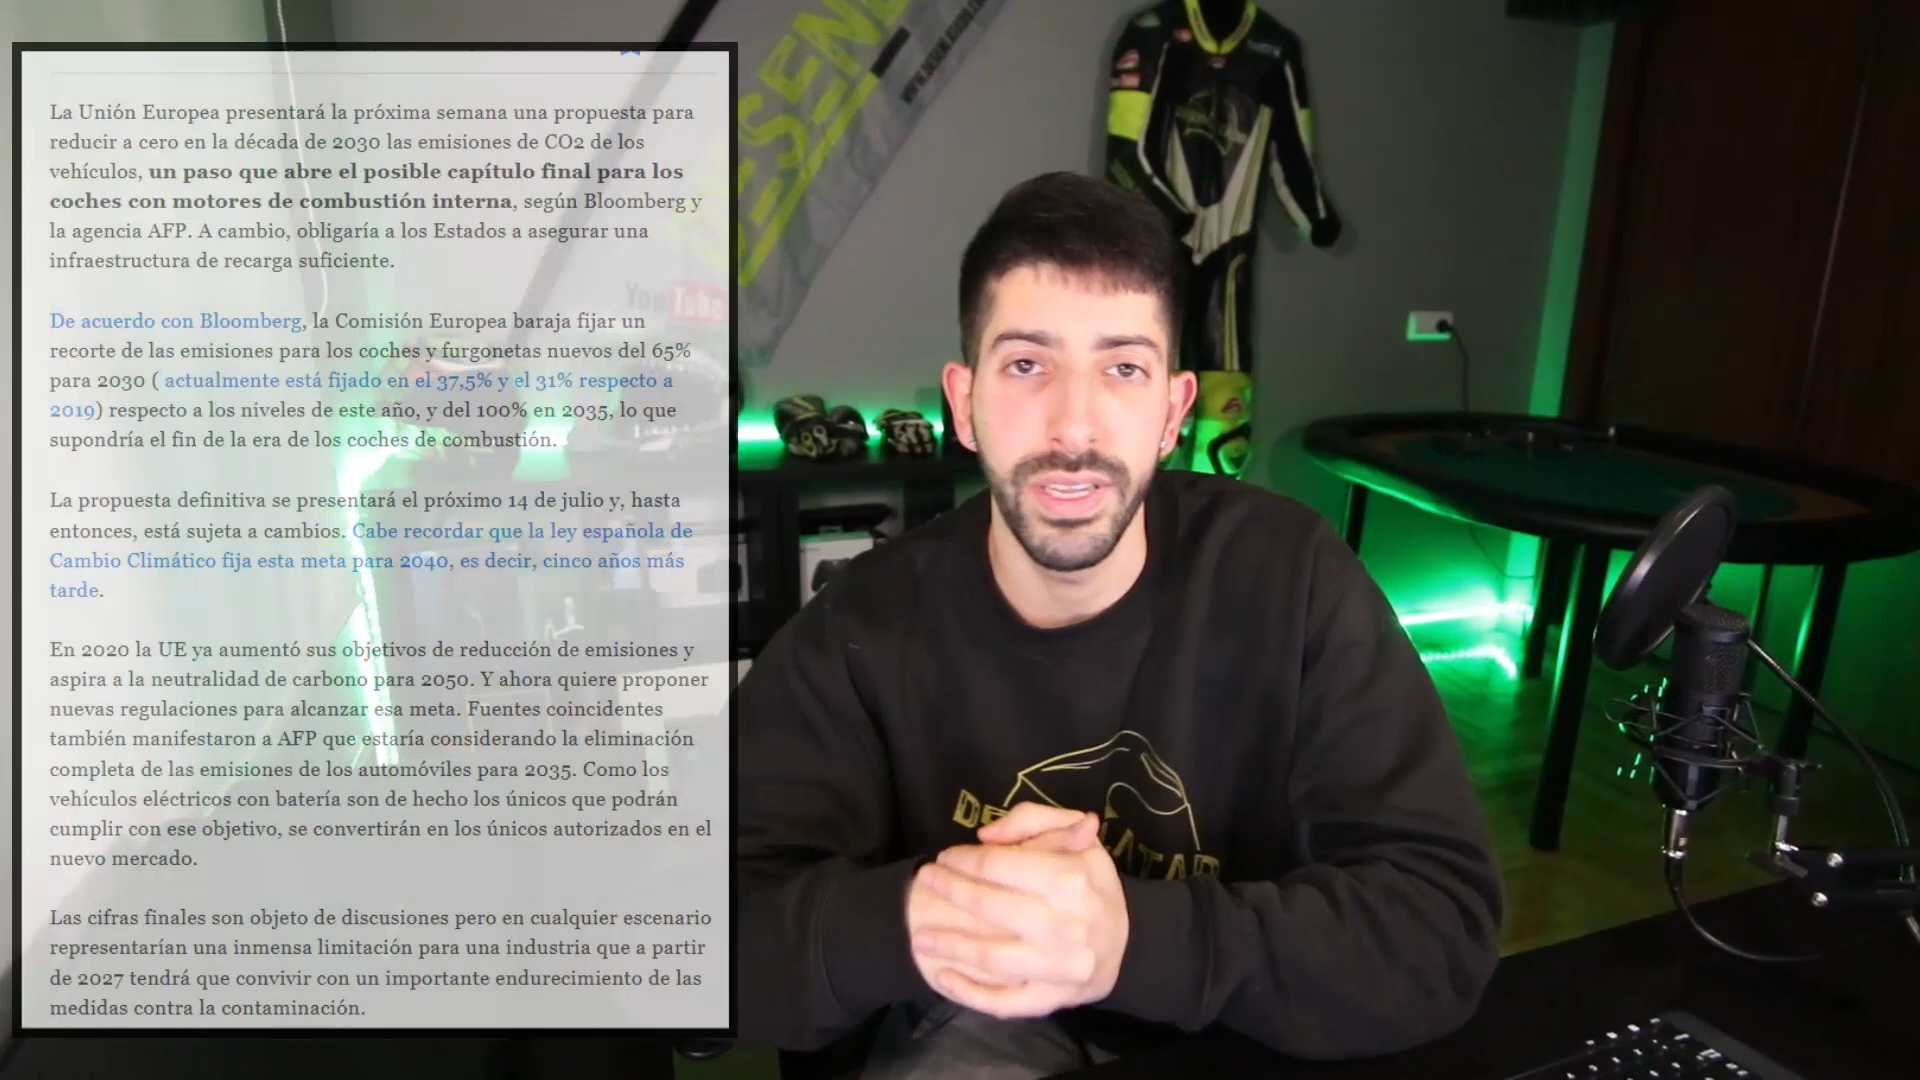 La Unión Europea presentará la próxima semana una propuesta para
reducir a cero en la década de 2030 las emisiones de CO2 de los
vehículos, un paso que abre el posible capítulo final para los
coches con motores de combustión interna, según Bloomberg y
la agencia AFP. A cambio, obligaría a los Estados a asegurar una
infraestructura de recarga suficiente.
De acuerdo con Bloomberg, la Comisión Europea baraja fijar un
recorte de las emisiones para los coches y furgonetas nuevos del 65%
para 2030 ( actualmente está fijado en el 37,5% y el 31% respecto a
2019) respecto a los niveles de este año, y del 100% en 2035, lo que
supondría el fin de la era de los coches de combustión.
La propuesta definitiva se presentará el próximo 14 de julio y, hasta
entonces, está sujeta a cambios. Cabe recordar que la ley española de
Cambio Climático fija esta meta para 2040, es decir, cinco años más
tarde.
En 2020 la UE ya aumentó sus objetivos de reducción de emisiones y
aspira a la neutralidad de carbono para 2050. Y ahora quiere proponer
nuevas regulaciones para alcanzar esa meta. Fuentes coincidentes
también manifestaron a AFP que estaría considerando la eliminación
completa de las emisiones de los automóviles para 2035. Como los
vehículos eléctricos con batería son de hecho los únicos que podrán
cumplir con ese objetivo, se convertirán en los únicos autorizados en el
nuevo mercado.
Las cifras finales son objeto de discusiones pero en cualquier escenario
representarían una inmensa limitación para una industria que a partir
de 2027 tendrá que convivir con un importante endurecimiento de las
medidas contra la contaminación.
YouTube